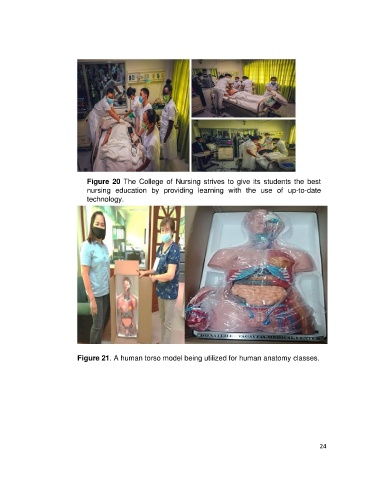 Figure 20 The College of Nursing strives to give its students the best
nursing education by providing learning with the use of up-to-date
technology.
Figure 21. A human torso model being utilized for human anatomy classes.
24